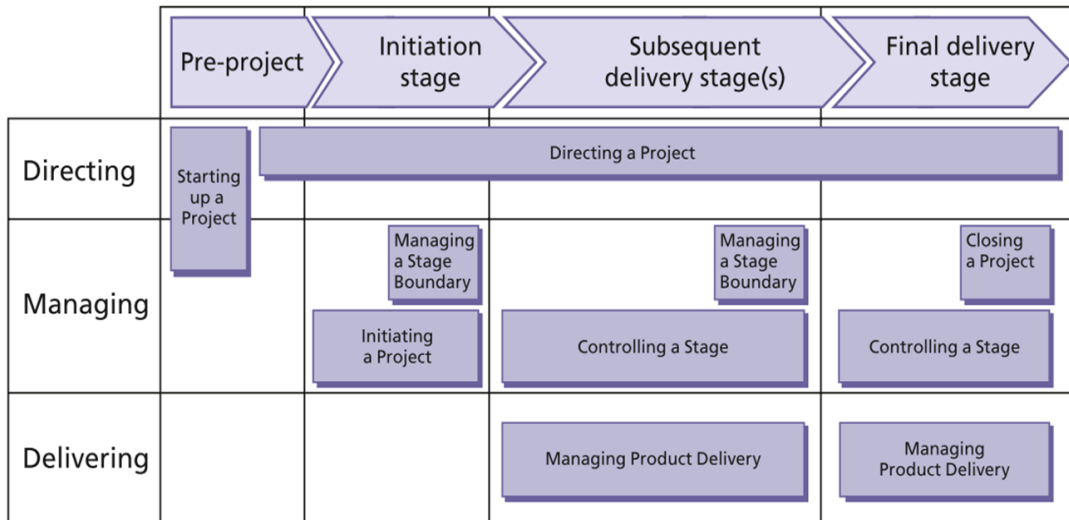 Pre-project
Initiation
stage
Subsequent
delivery stage(s)
Final delivery
stage
Directing
Starting
up a
Project
Directing a Project
Managing
Managing
a Stage
Boundary
Managing
a Stage
Boundary
Closing
a Project
Initiating
a Project
Controlling a Stage
Controlling a Stage
Delivering
Managing Product Delivery
Managing
Product Delivery